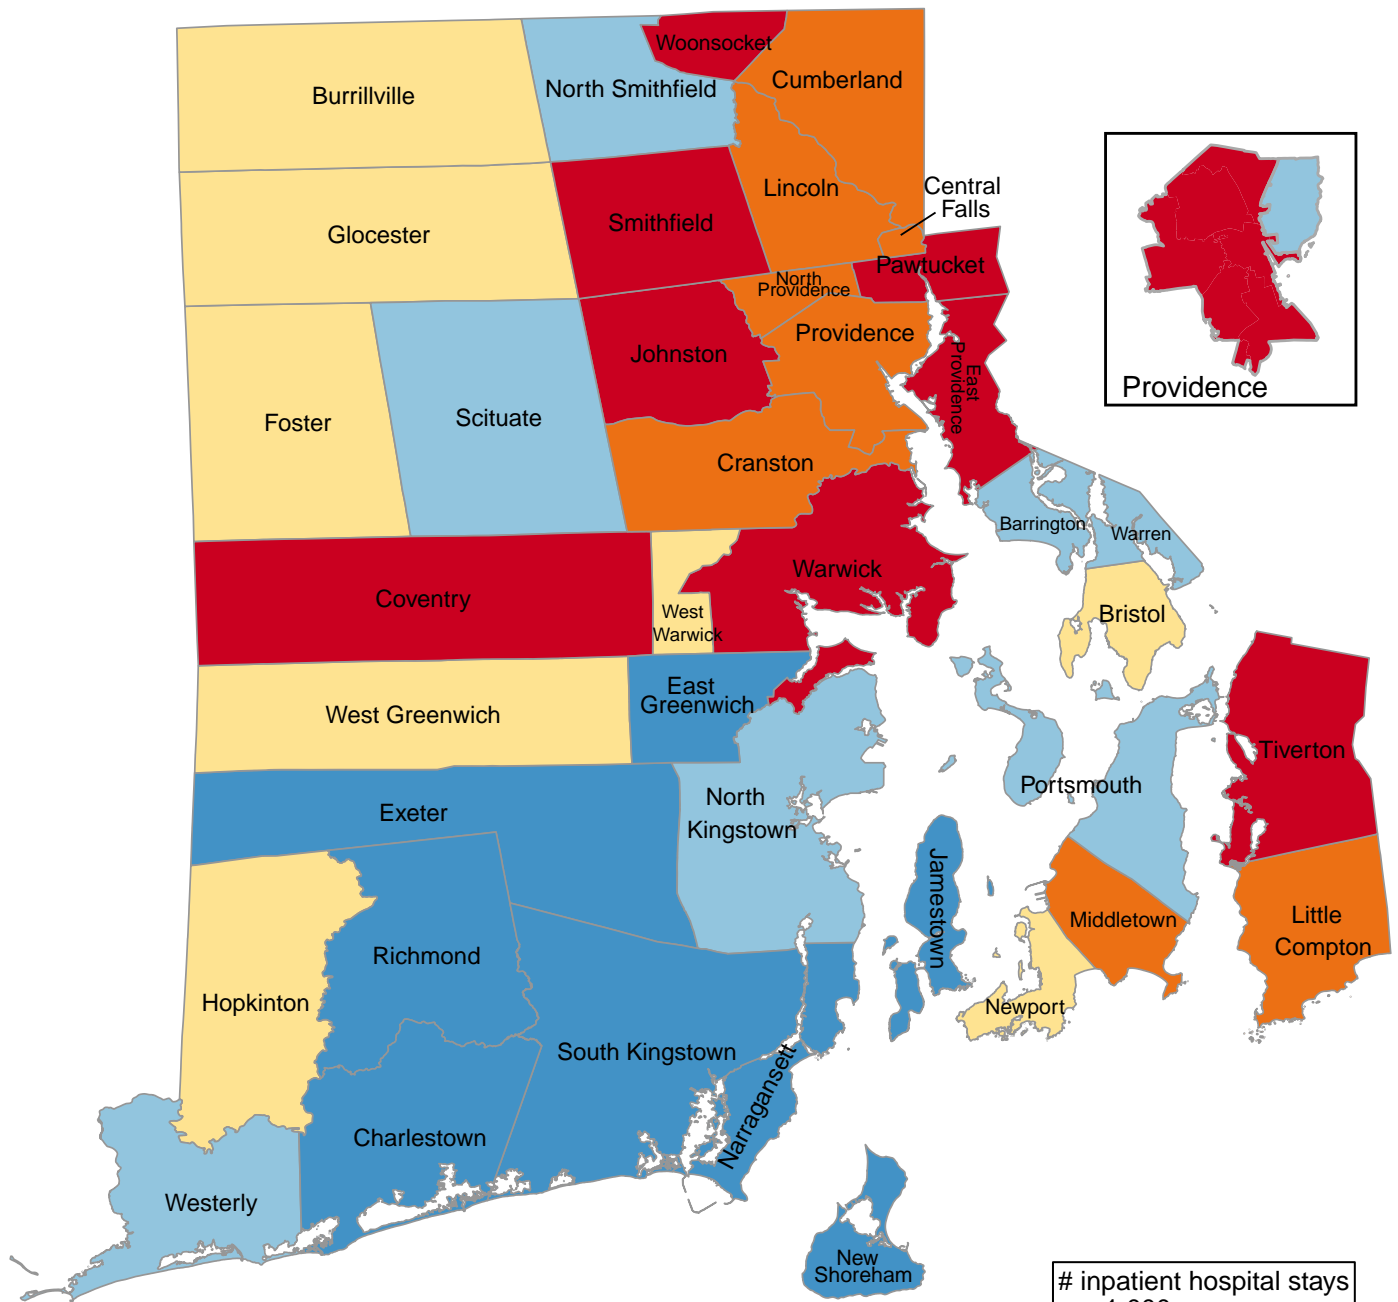 Woonsocket
Burrillville
North Smithfield
Cumberland
Lincoln
Central
Falls
Glocester
Smithfield
Pawtucket
North
Providence
Providence
Johnston
East
Providence
Foster
Scituate
Cranston
Providence
Barrington
Warren
Coventry
Warwick
West
Warwick
Bristol
East
Greenwich
West Greenwich
Tiverton
Portsmouth
North
Kingstown
Exeter
Jamestown
Middletown
Little
Compton
Richmond
Hopkinton
Newport
South Kingstown
Narragansett
Charlestown
Westerly
New
Shoreham
# inpatient hospital stays